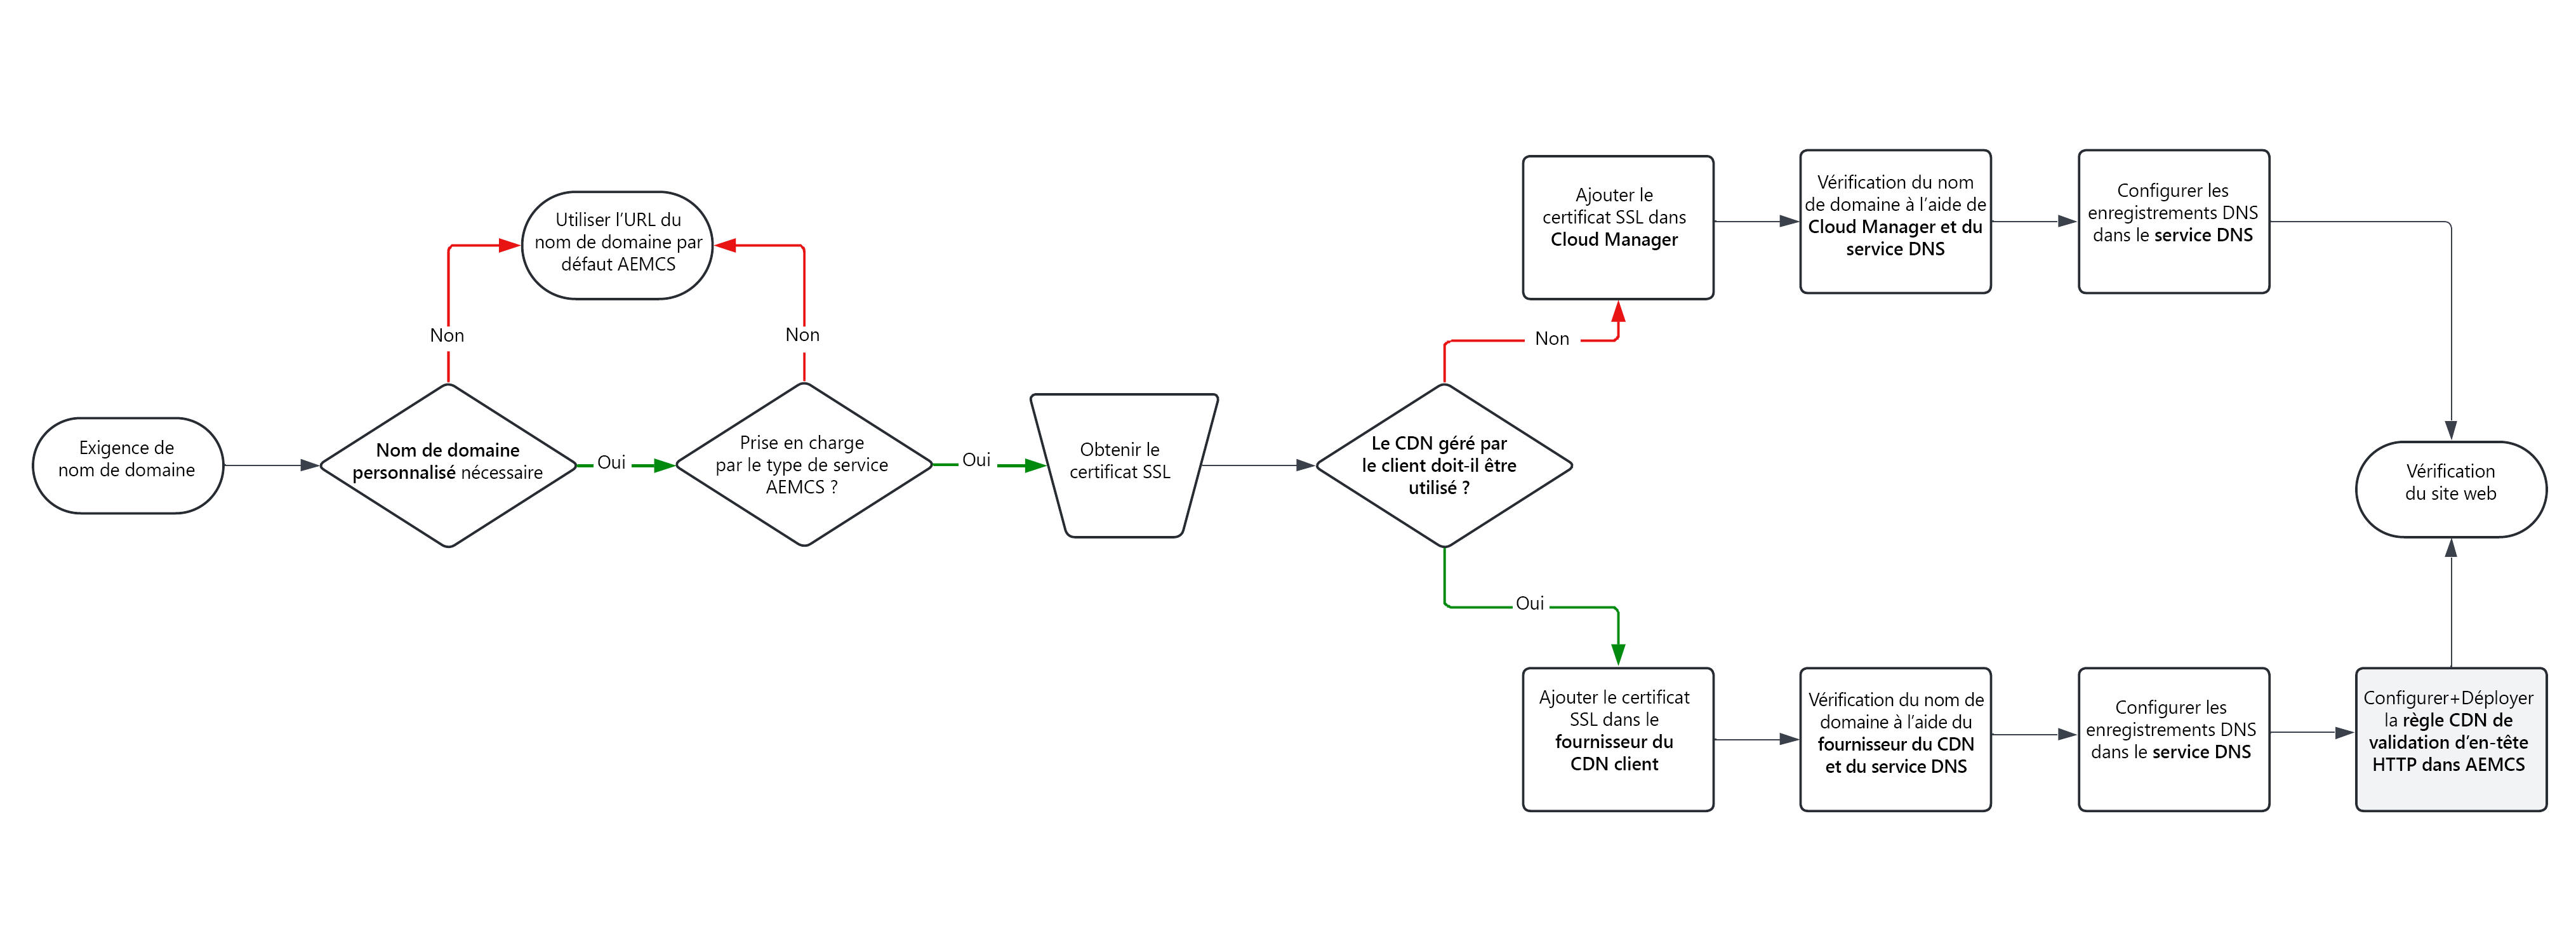 Exigence de
nom de domaine
Nom de domaine
personnalisé nécessaire
Non
Oui
Utiliser l’URL du
nom de domaine par
défaut AEMCS
Prise en charge
par le type de service
AEMCS ?
Non
Oui
Obtenir le
certificat SSL
Le CDN géré par
le client doit-il être
utilisé ?
Non
Ajouter le
certificat SSL dans
Cloud Manager
Vérification du nom
de domaine à l’aide de
Cloud Manager et du
service DNS
Configurer les
enregistrements DNS
dans le service DNS
Oui
Ajouter le certificat
SSL dans le
fournisseur du
CDN client
Vérification du nom de
domaine à l’aide du
fournisseur du CDN
et du service DNS
Configurer les
enregistrements DNS
dans le service DNS
Configurer+Déployer
la règle CDN de
validation d’en-tête
HTTP dans AEMCS
Vérification
du site web